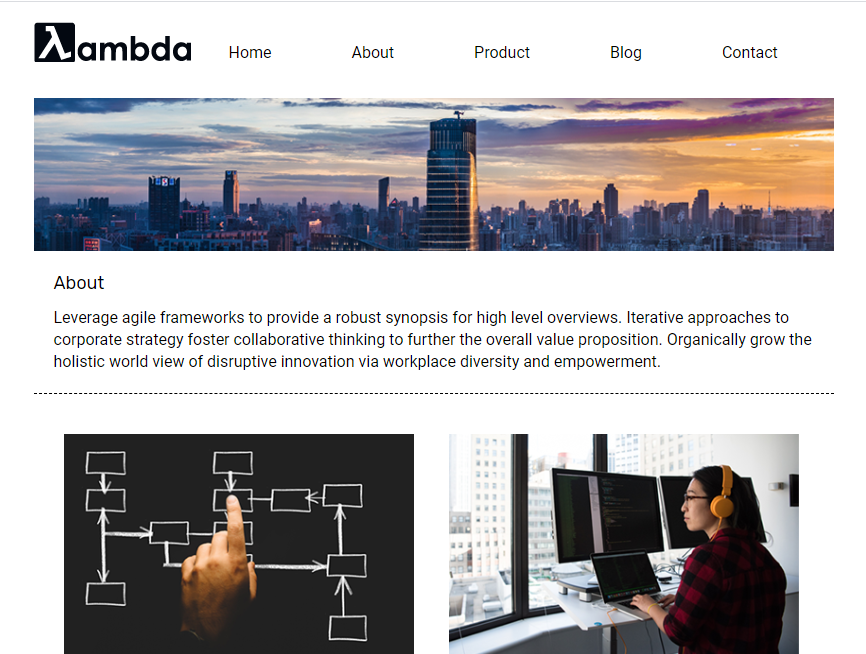 λambda
Home About Product Blog Contact
About
Leverage agile frameworks to provide a robust synopsis for high level overviews. Iterative approaches to
corporate strategy foster collaborative thinking to further the overall value proposition. Organically grow the
holistic world view of disruptive innovation via workplace diversity and empowerment.